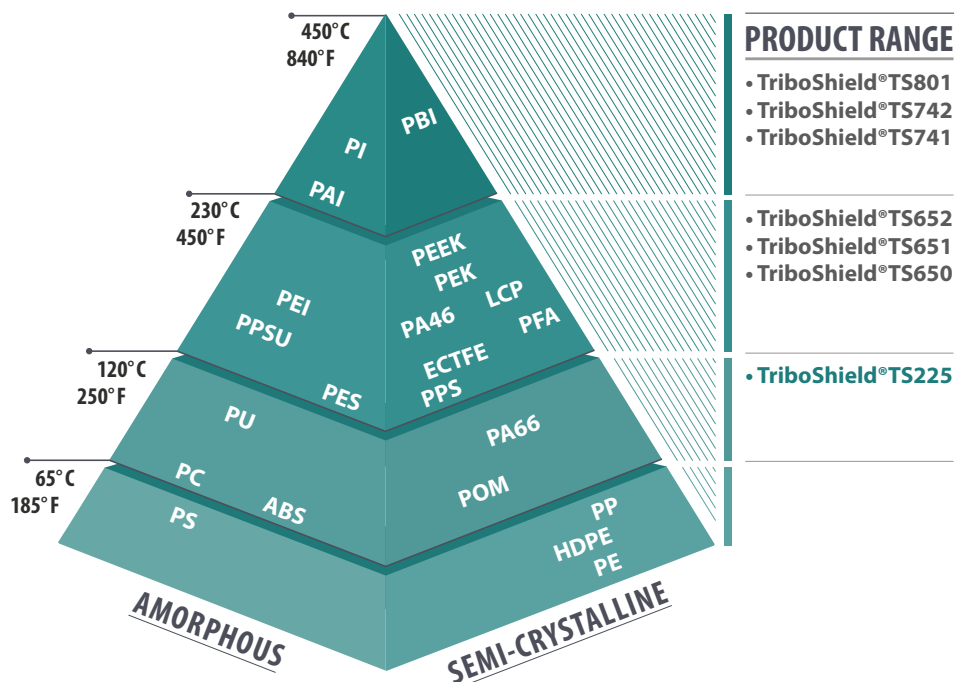 450°C
840°F
PRODUCT RANGE
• TriboShield®TS801
• TriboShield®TS742
• TriboShield®TS741
PBI
PI
PAI
230°C
450°F
• TriboShield®TS652
• TriboShield®TS651
• TriboShield®TS650
PEEK
PEK
LCP
PEI
PA46
PFA
PPSU
ECTFE
PES
PPS
120°C
250°F
• TriboShield®TS225
PU
PA66
PC
POM
ABS
65°C
185°F
PS
PP
HDPE
PE
AMORPHOUS
SEMI-CRYSTALLINE